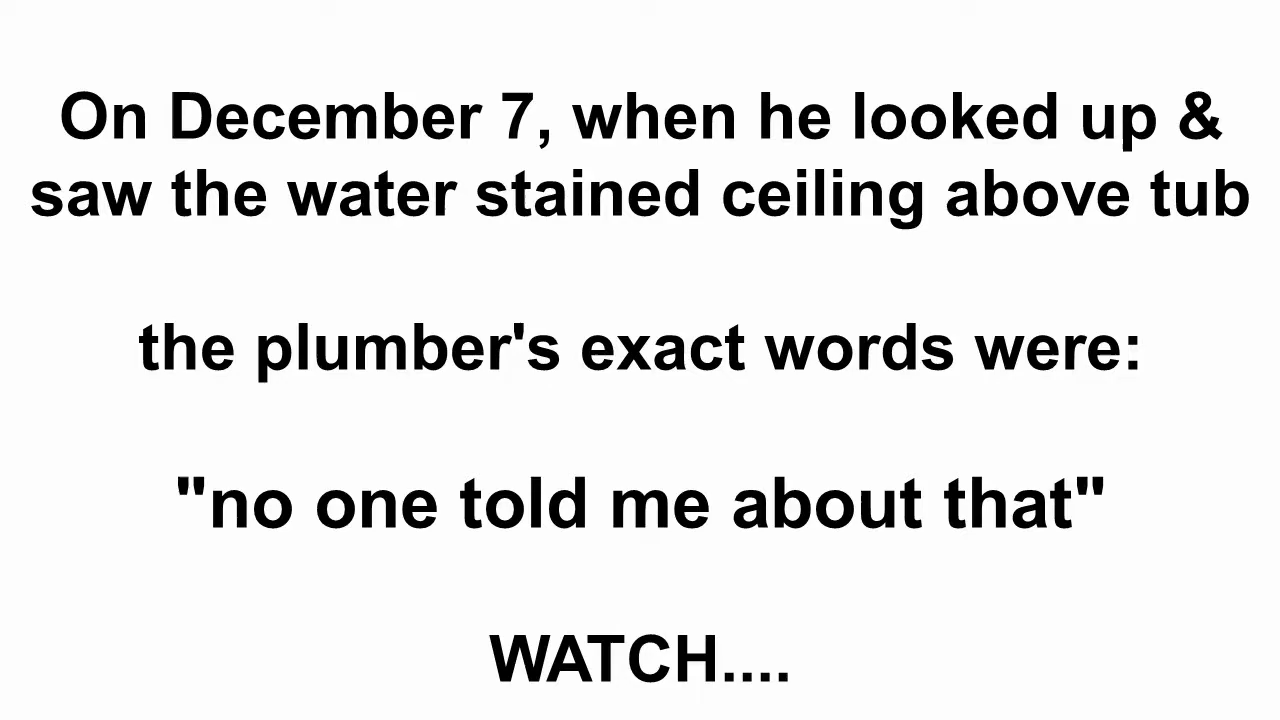 On December 7, when he looked up &
saw the water stained ceiling above tub
the plumber's exact words were:
"no one told me about that"
WATCH....